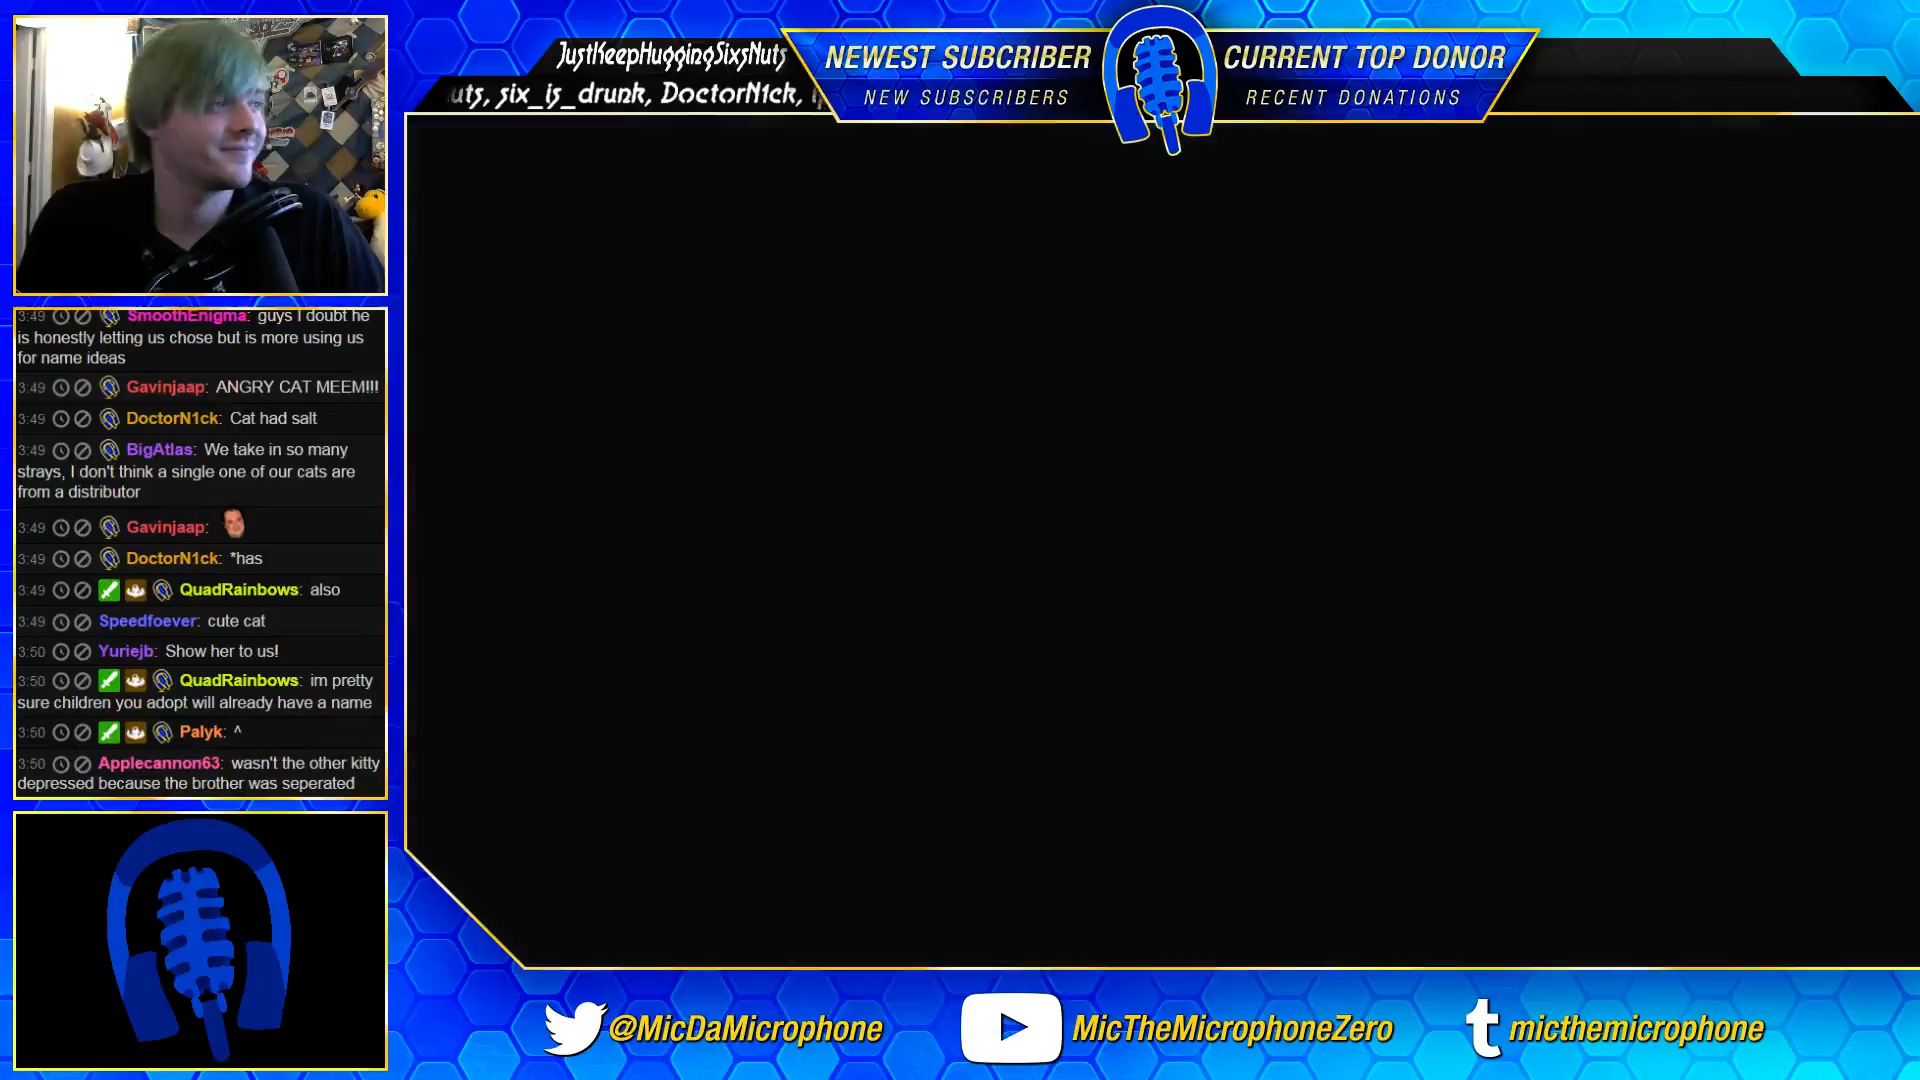 JustKeepHuggingSixsNuts
uts, six_is_drunk, DoctorN1ck,
NEWEST SUBCRIBER
NEW SUBSCRIBERS
CURRENT TOP DONOR
RECENT DONATIONS
3:49 SmoothEnigma: guys I doubt he
is honestly letting us chose but is more using us
for name ideas
3:49 Gavinjaap: ANGRY CAT MEEM!!!
3:49 DoctorN1ck: Cat had salt
3:49 BigAtlas: We take in so many
strays, I don't think a single one of our cats are
from a distributor
3:49 Gavinjaap:
3:49 DoctorN1ck: *has
3:49 QuadRainbows: also
3:49 Speedfoever: cute cat
3:50 Yuriejb: Show her to us!
3:50 QuadRainbows: im pretty
sure children you adopt will already have a name
3:50 Palyk: ^
3:50 Applecannon63: wasn't the other kitty
depressed because the brother was seperated
@MicDaMicrophone
MicTheMicrophoneZero
t micthemicrophone